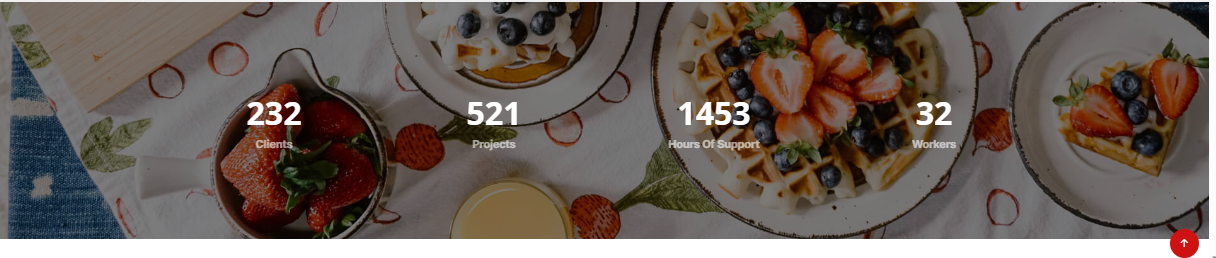 232 521 1453 32
Clients Projects Hours Of Support Workers